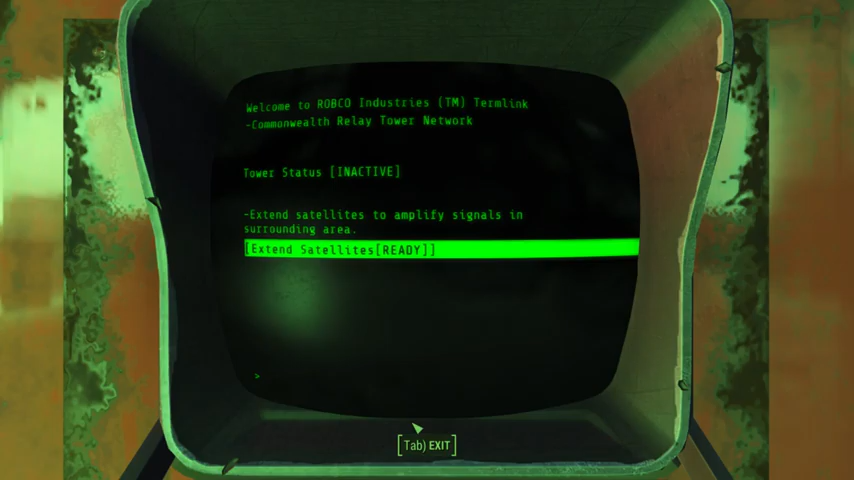 Welcome to ROBCO Industries (TM) Termlink
-Commonwealth Relay Tower Network
Tower Status [INACTIVE]
-Extend satellites to amplify signals in
surrounding area.
[Extend Satellites[READY]]
>
[Tab) EXIT]